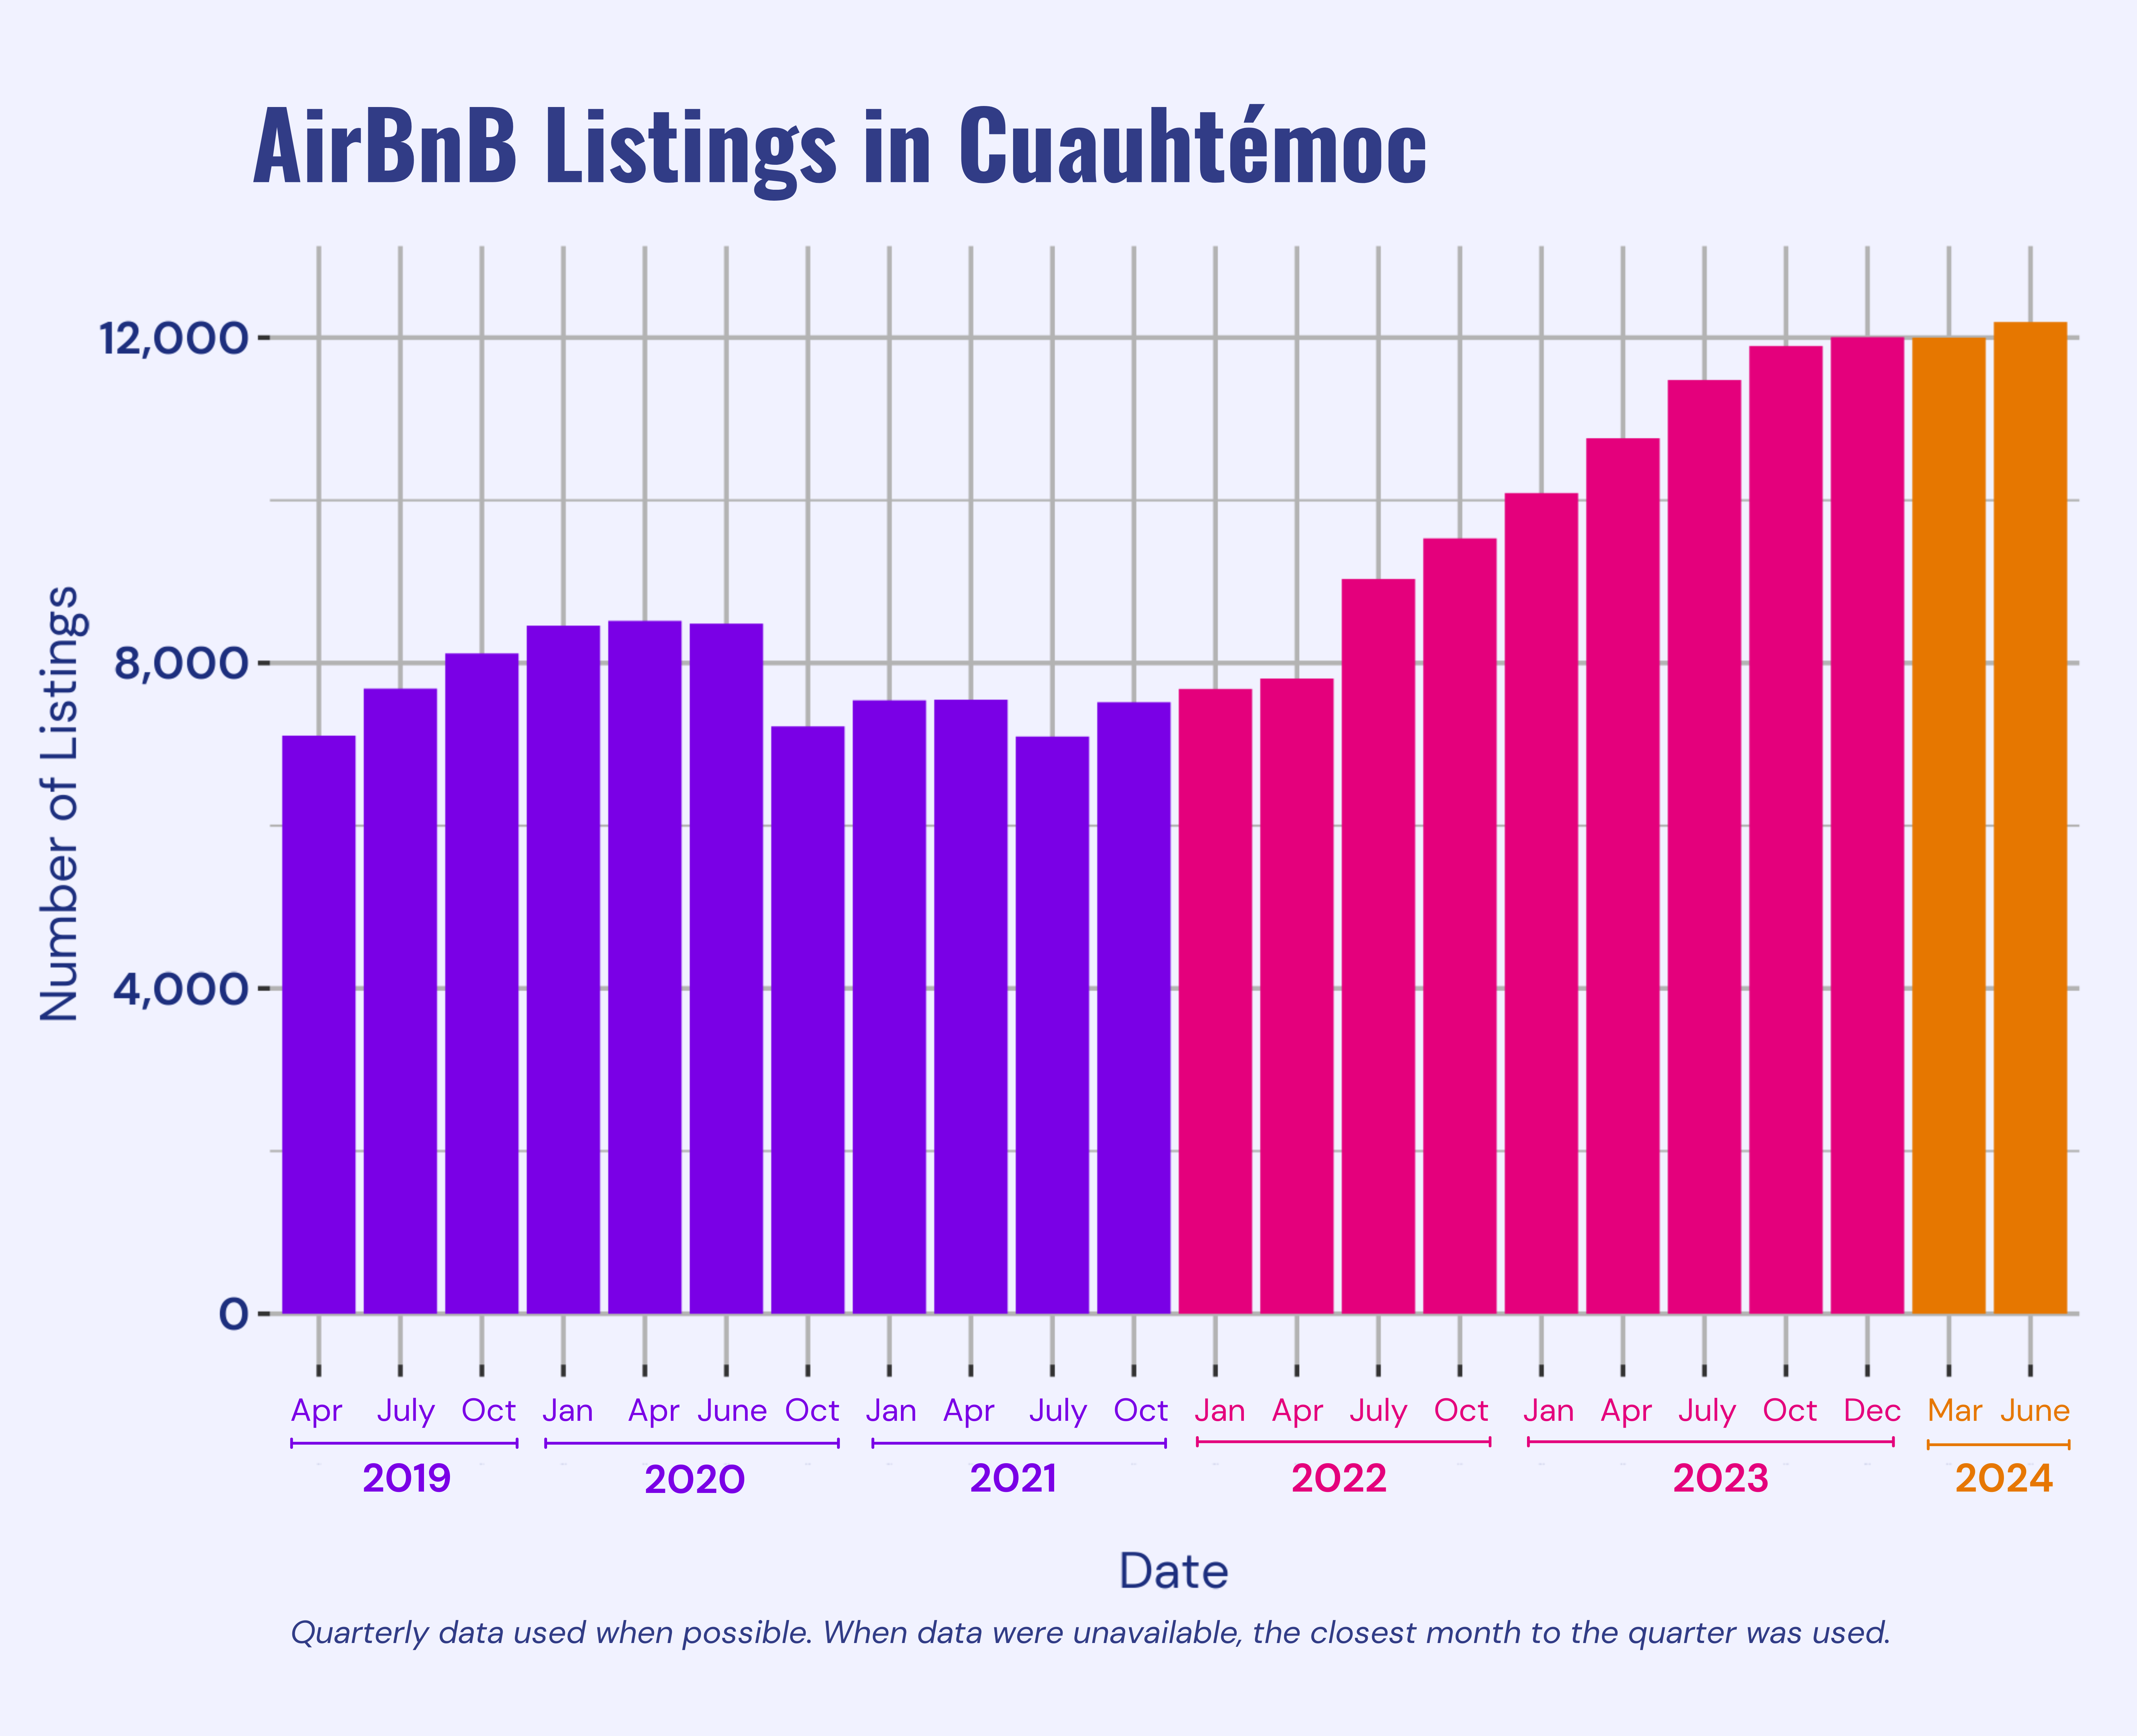 AirBnB Listings in Cuauhtémoc
12,000
8,000
4,000
0
Number of Listings
Apr July Oct Jan Apr June Oct Jan Apr July Oct Jan Apr July Oct Jan Apr July Oct Dec Mar June
2019 2020 2021 2022 2023 2024
Date
Quarterly data used when possible. When data were unavailable, the closest month to the quarter was used.